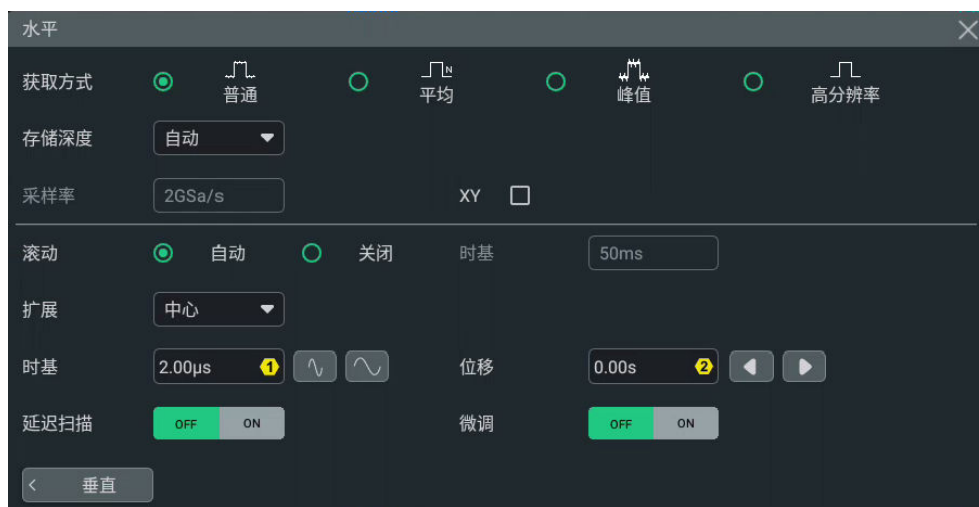 水平
获取方式 普通 N 平均 峰值 高分辨率
存储深度 自动
采样率 2GSa/s XY
滚动 自动 关闭 时基 50ms
扩展 中心
时基 2.00μs 1 位移 0.00s 2
延迟扫描 OFF ON 微调 OFF ON
垂直